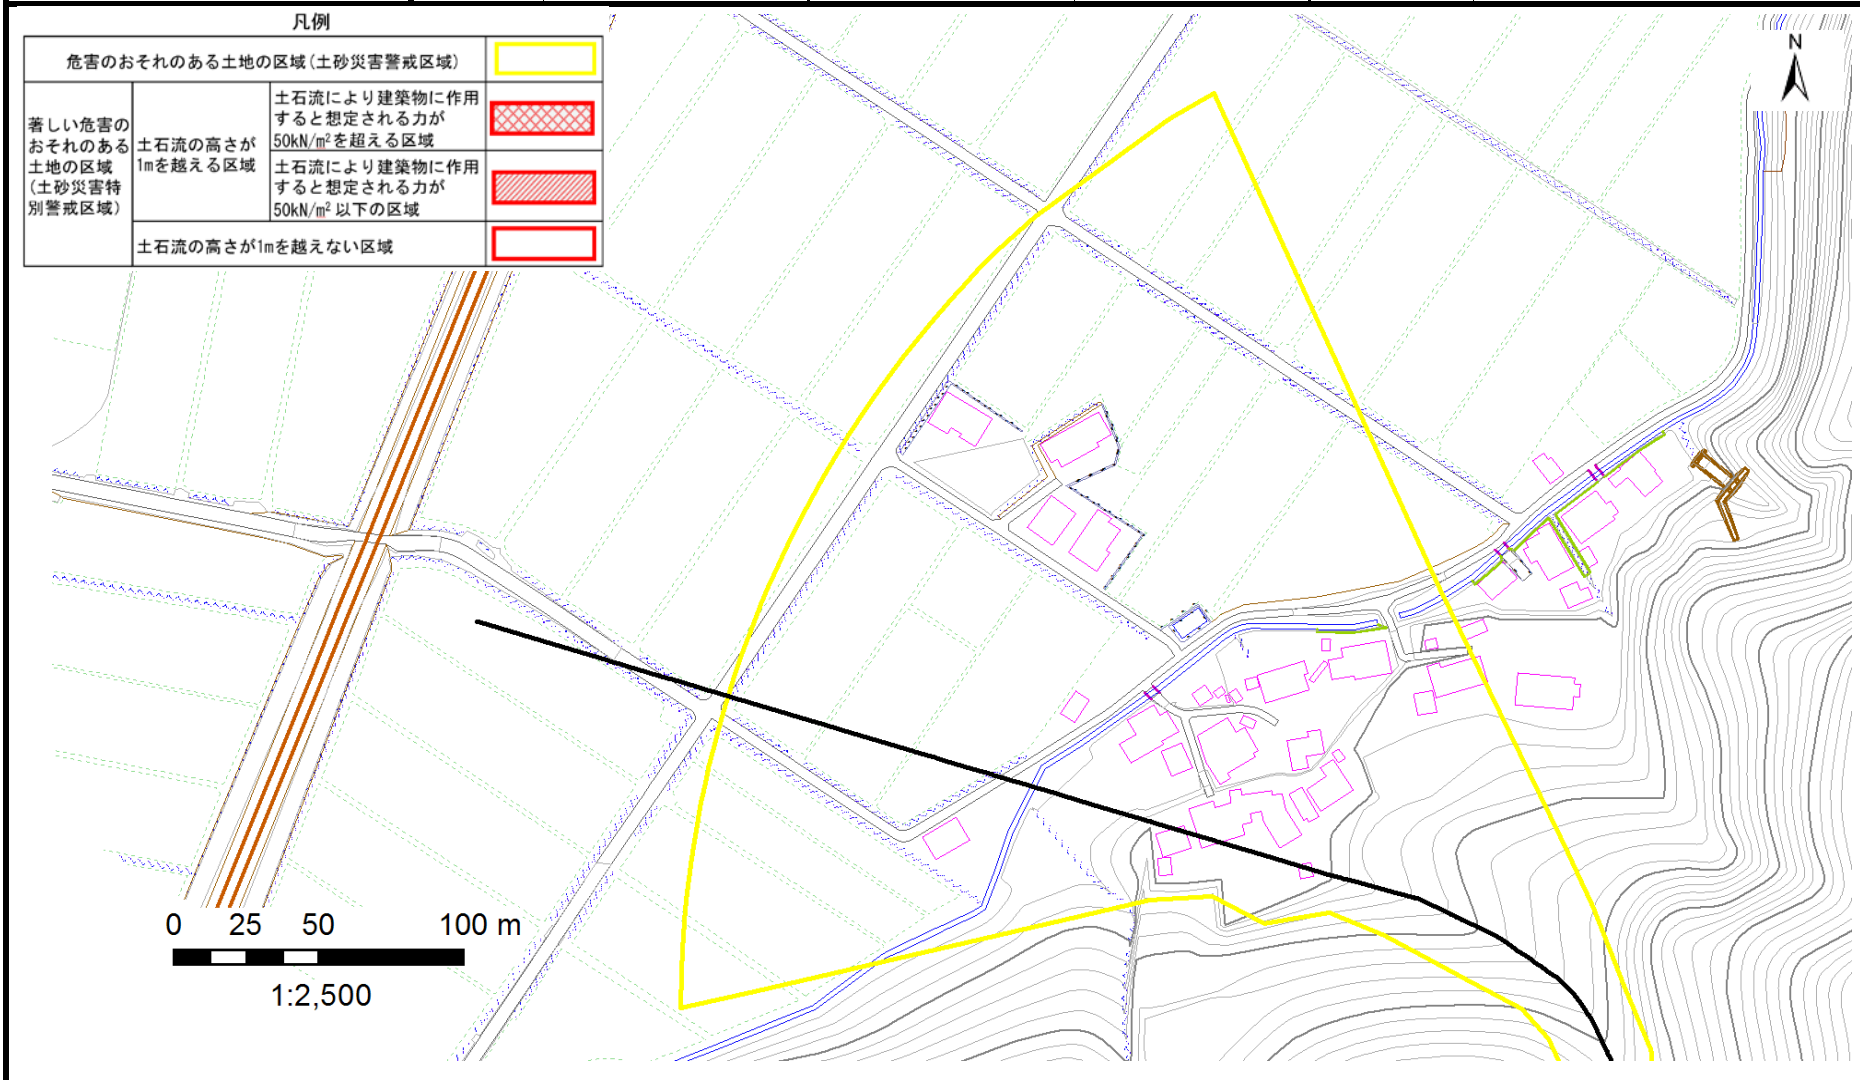 凡例
危害のおそれのある土地の区域(土砂災害警戒区域)
著しい危害の
おそれのある
土地の区域
(土砂災害特
別警戒区域)
土石流の高さが
1mを越える区域
土石流により建築物に作用
すると想定される力が
50kN/m²を超える区域
土石流により建築物に作用
すると想定される力が
50kN/m²以下の区域
土石流の高さが1mを越えない区域
N
0 25 50 100 m
1:2,500